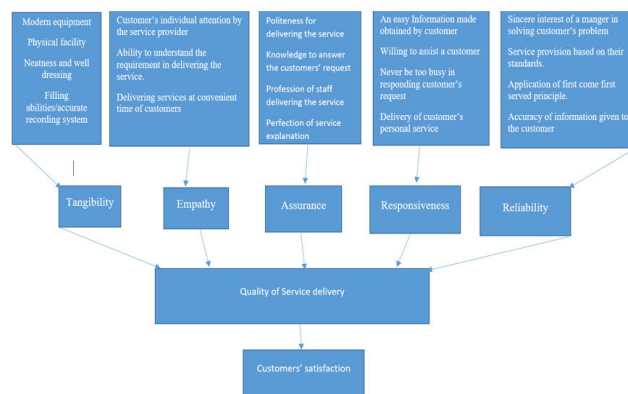 Modern equipment
Physical facility
Neatness and well
dressing
Filling
abilities/accurate
recording system
Customer's individual attention by
the service provider
Ability to understand the
requirement in delivering the
service.
Delivering services at convenient
time of customers
Politeness for
delivering the service
Knowledge to answer
the customers' request
Profession of staff
delivering the service
Perfection of service
explanation
An easy Information made
obtained by customer
Willing to assist a customer
Never be too busy in
responding customer's
request
Delivery of customer's
personal service
Sincere interest of a manger in
solving customer's problem
Service provision based on their
standards.
Application of first come first
served principle.
Accuracy of information given to
the customer
Tangibility
Empathy
Assurance
Responsiveness
Reliability
Quality of Service delivery
Customers' satisfaction